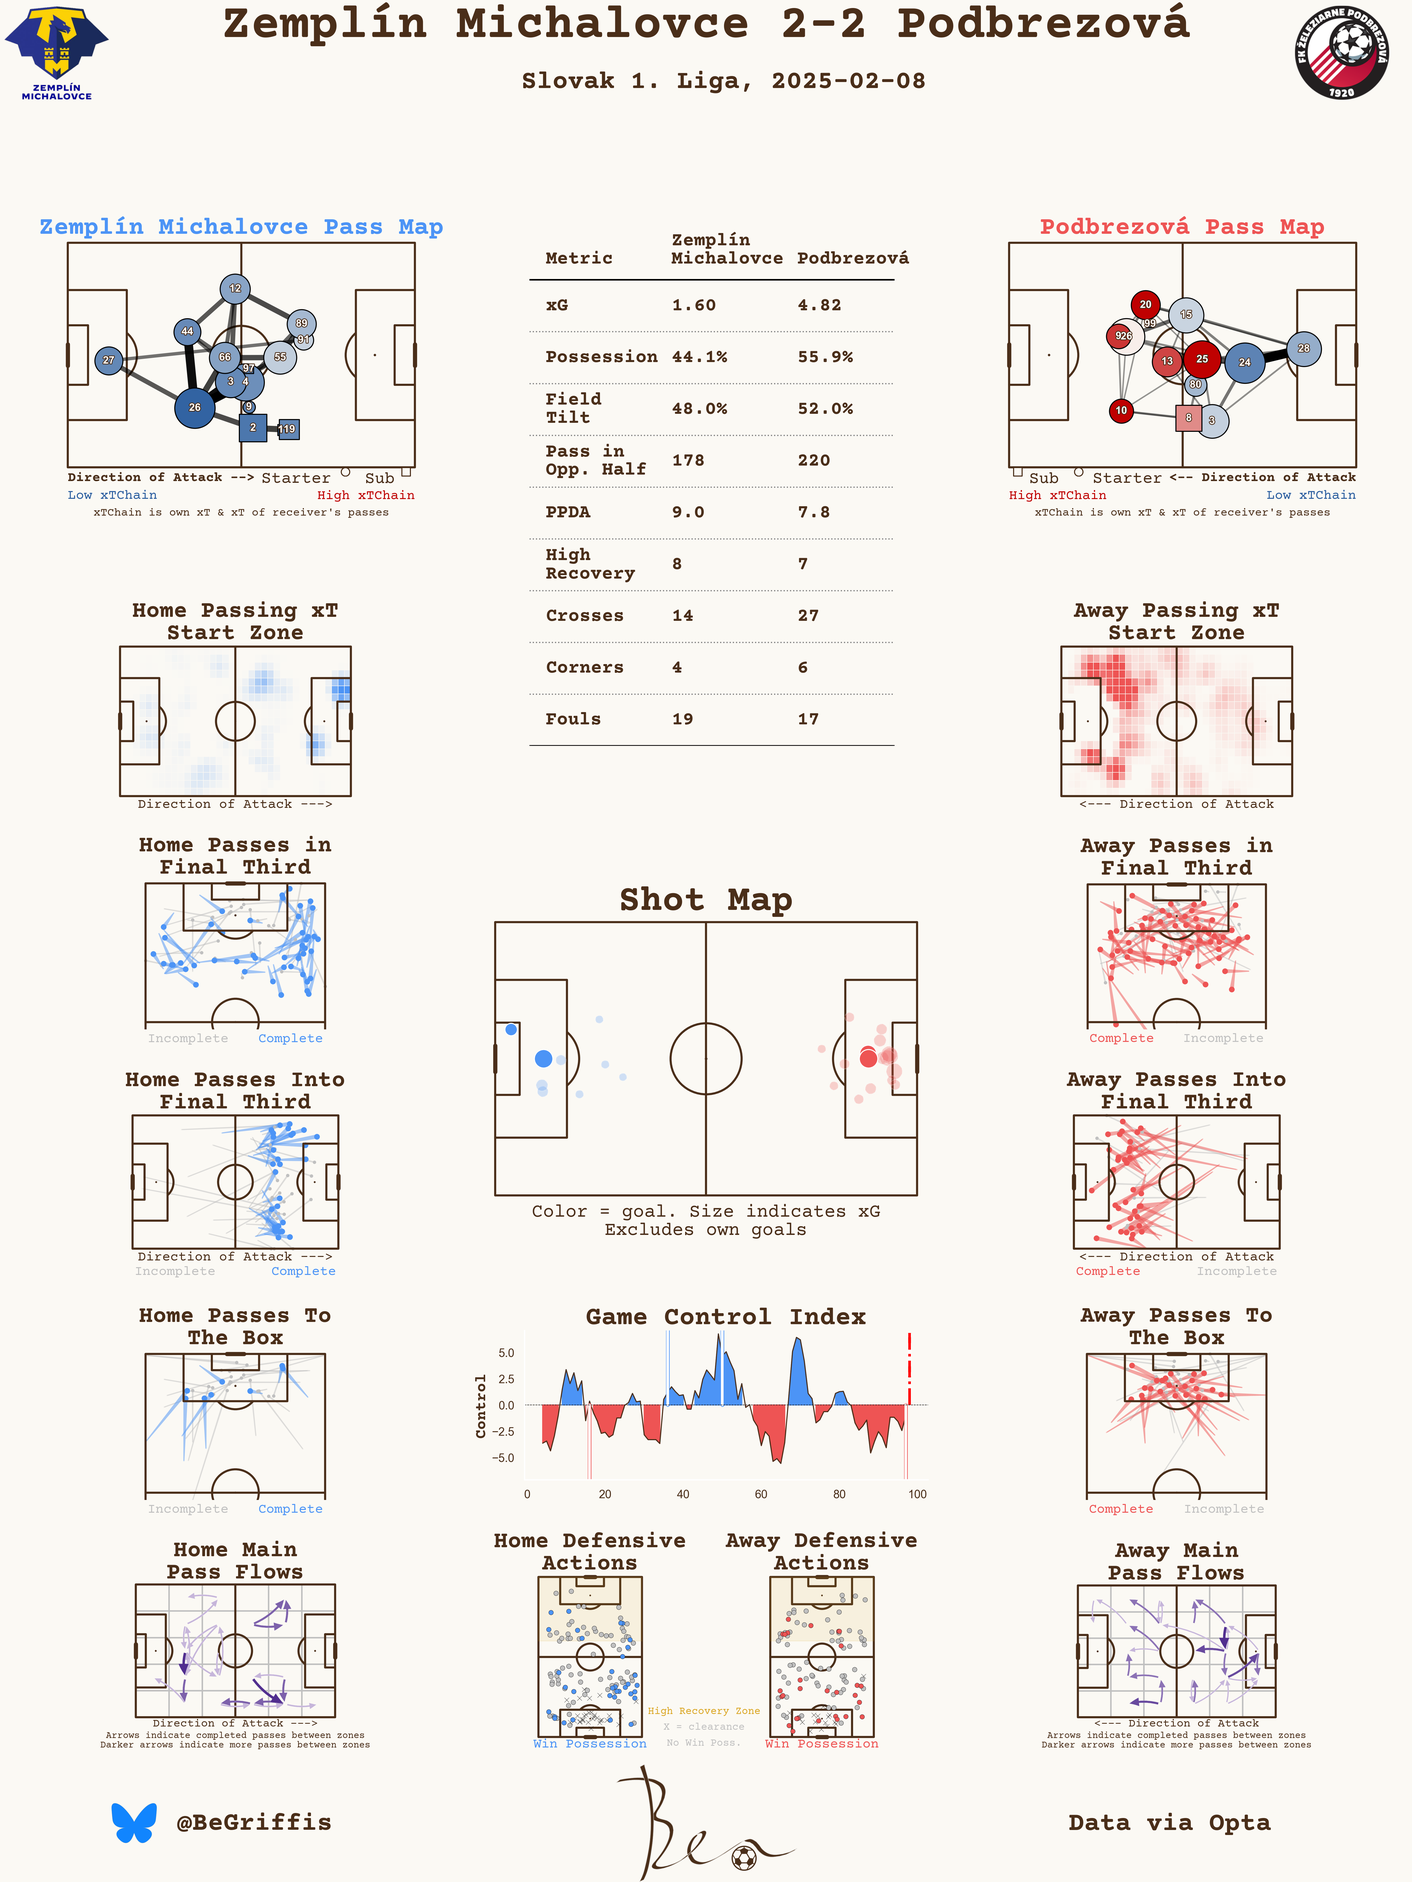 Zemplín Michalovce 2-2 Podbrezová
Slovak 1. Liga, 2025-02-08
ZEMPLÍN
MICHALOVCE
FK ŽELEZIARNE PODBREZOVÁ
1920
Zemplín Michalovce Pass Map
12
44
89
91
27
66
55
97
3
4
26
9
2
119
Direction of Attack --> Starter Sub
Low xTChain High xTChain
xTChain is own xT & xT of receiver's passes
Metric Zemplín Michalovce Podbrezová
xG 1.60 4.82
Possession 44.1% 55.9%
Field Tilt 48.0% 52.0%
Pass in Opp. Half 178 220
PPDA 9.0 7.8
High Recovery 8 7
Crosses 14 27
Corners 4 6
Fouls 19 17
Podbrezová Pass Map
20
15
99
926
28
13
25
24
80
10
8
3
Sub Starter <-- Direction of Attack
High xTChain Low xTChain
xTChain is own xT & xT of receiver's passes
Home Passing xT
Start Zone
Direction of Attack --->
Away Passing xT
Start Zone
<--- Direction of Attack
Home Passes in
Final Third
Incomplete Complete
Away Passes in
Final Third
Complete Incomplete
Shot Map
Color = goal. Size indicates xG
Excludes own goals
Home Passes Into
Final Third
Direction of Attack --->
Incomplete Complete
Away Passes Into
Final Third
<--- Direction of Attack
Complete Incomplete
Game Control Index
Control
5.0
2.5
0.0
−2.5
−5.0
0 20 40 60 80 100
Home Passes To
The Box
Incomplete Complete
Away Passes To
The Box
Complete Incomplete
Home Main
Pass Flows
Direction of Attack --->
Arrows indicate completed passes between zones
Darker arrows indicate more passes between zones
Home Defensive
Actions
Win Possession
Away Defensive
Actions
Win Possession
High Recovery Zone
X = clearance
No Win Poss.
Away Main
Pass Flows
<--- Direction of Attack
Arrows indicate completed passes between zones
Darker arrows indicate more passes between zones
@BeGriffis
Ben
Data via Opta